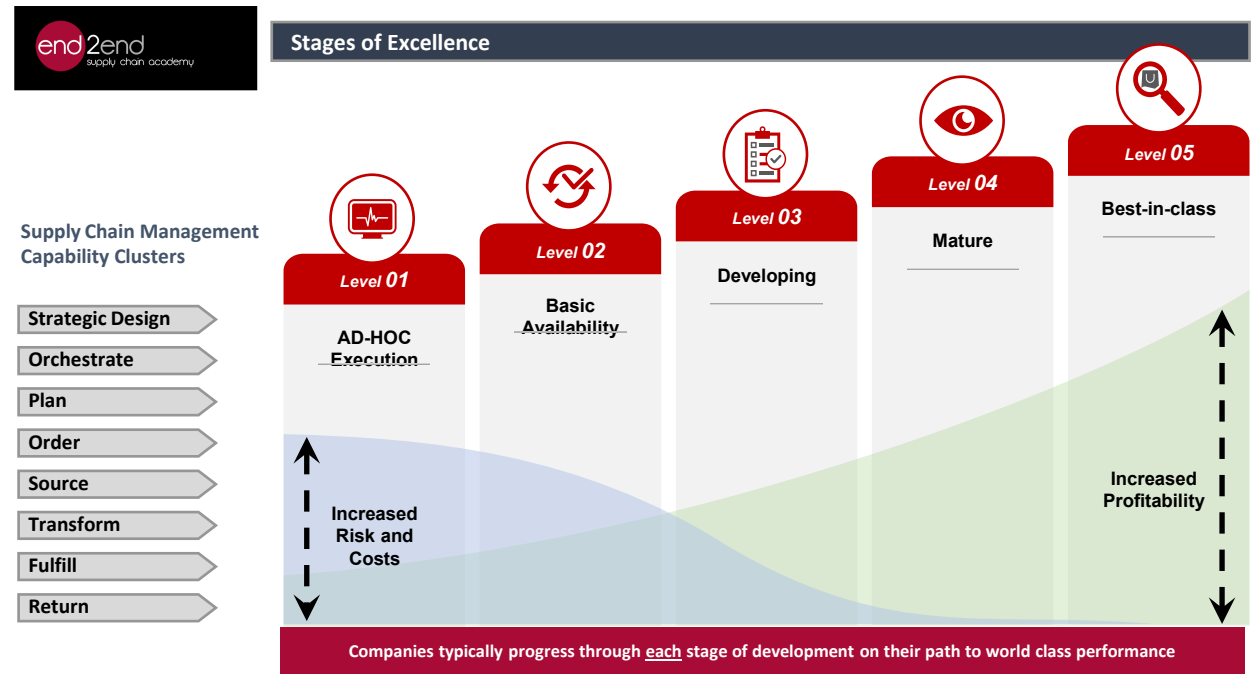 end2end
supply chain academy
Stages of Excellence
Supply Chain Management
Capability Clusters
Strategic Design
Orchestrate
Plan
Order
Source
Transform
Fulfill
Return
Level 01
AD-HOC
Execution
Level 02
Basic
Availability
Level 03
Developing
Level 04
Mature
Level 05
Best-in-class
Increased
Risk and
Costs
Increased
Profitability
Companies typically progress through each stage of development on their path to world class performance